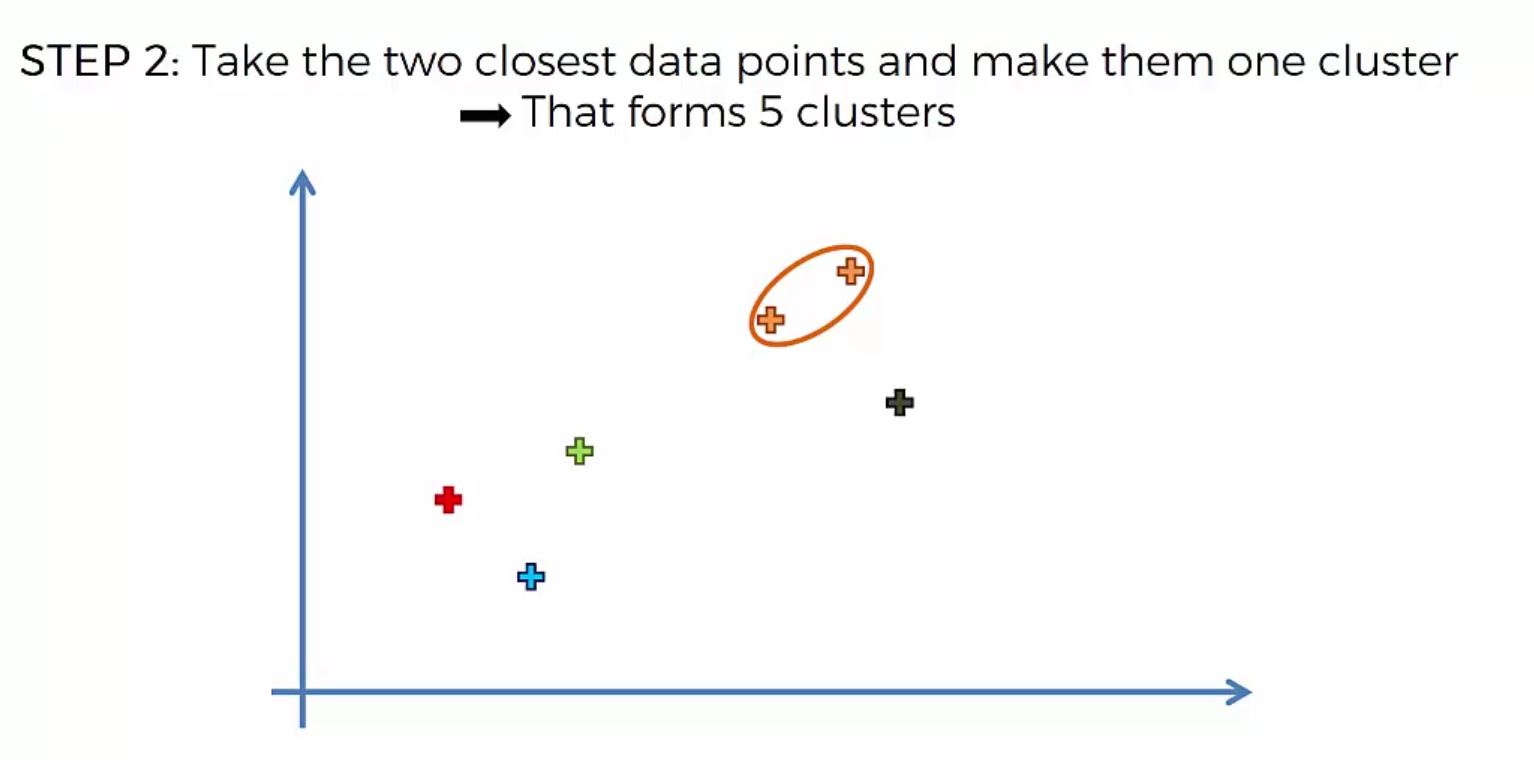 STEP 2: Take the two closest data points and make them one cluster
That forms 5 clusters